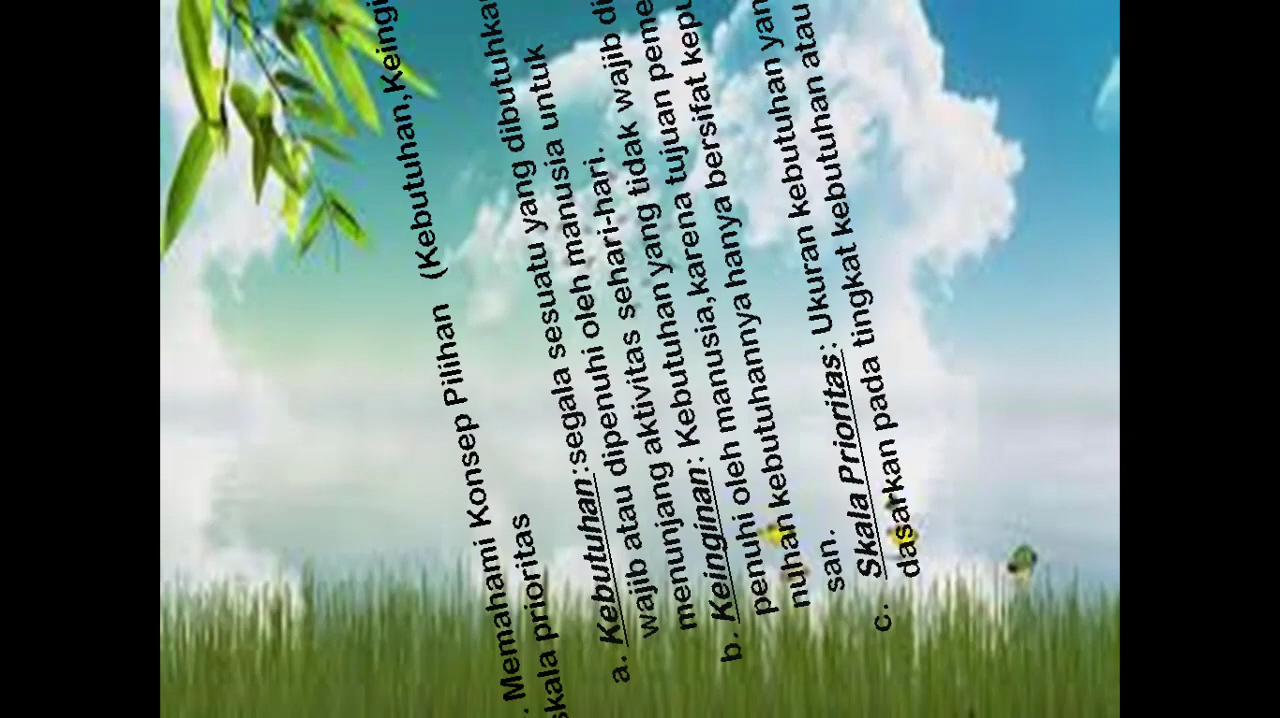 . Memahami Konsep Pilihan (Kebutuhan,Keingi
skala prioritas
a. Kebutuhan:segala sesuatu yang dibutuhka
wajib atau dipenuhi oleh manusia untuk
menunjang aktivitas sehari-hari.
b. Keinginan: Kebutuhan yang tidak wajib di
penuhi oleh manusia,karena tujuan peme
nuhan kebutuhannya hanya bersifat kepu
san.
c. Skala Prioritas: Ukuran kebutuhan yan
dasarkan pada tingkat kebutuhan atau